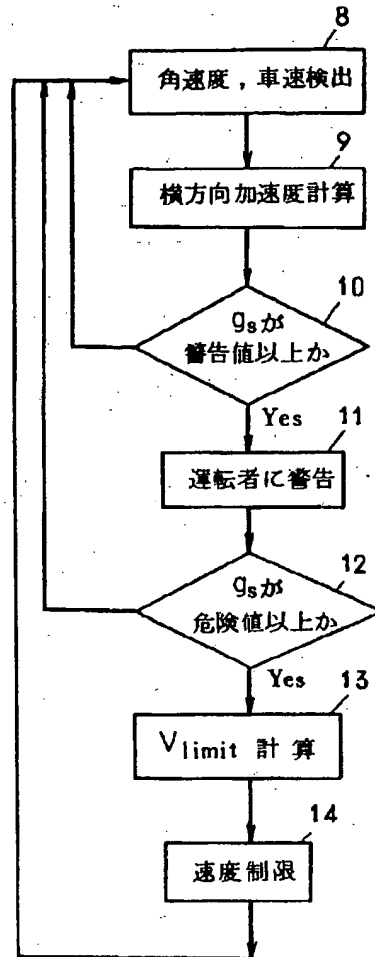 8
角速度,車速検出
9
横方向加速度計算
10
gsが
警告値以上か
Yes
11
運転者に警告
12
gsが
危険値以上か
Yes
13
Vlimit 計算
14
速度制限